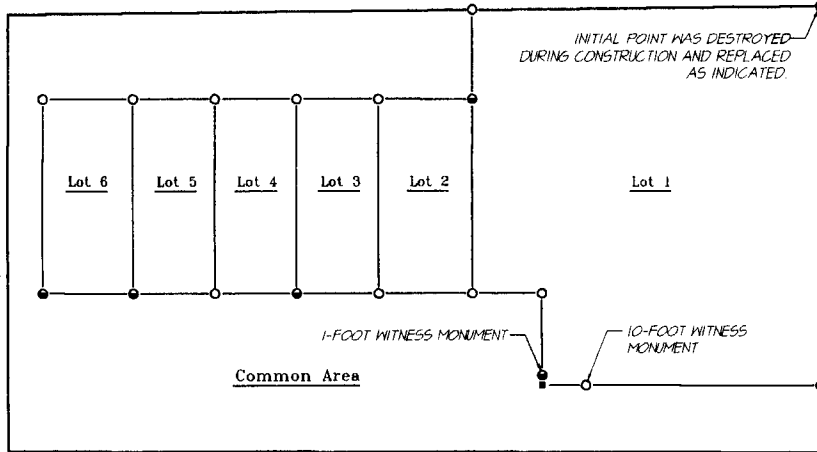 INITIAL POINT WAS DESTROYED
DURING CONSTRUCTION AND REPLACED
AS INDICATED.
Lot 6
Lot 5
Lot 4
Lot 3
Lot 2
Lot 1
1-FOOT WITNESS MONUMENT
10-FOOT WITNESS
MONUMENT
Common Area